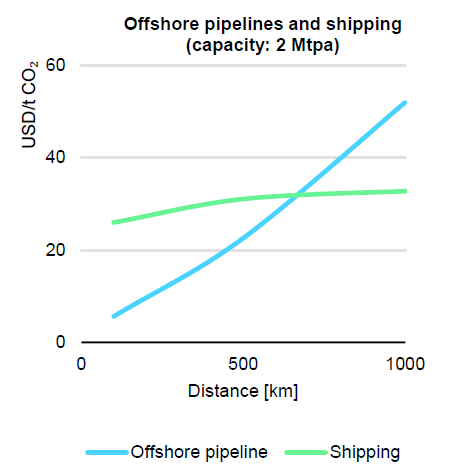 Offshore pipelines and shipping
(capacity: 2 Mtpa)
USD/t CO₂
60
40
20
0
0 500 1000
Distance [km]
Offshore pipeline Shipping